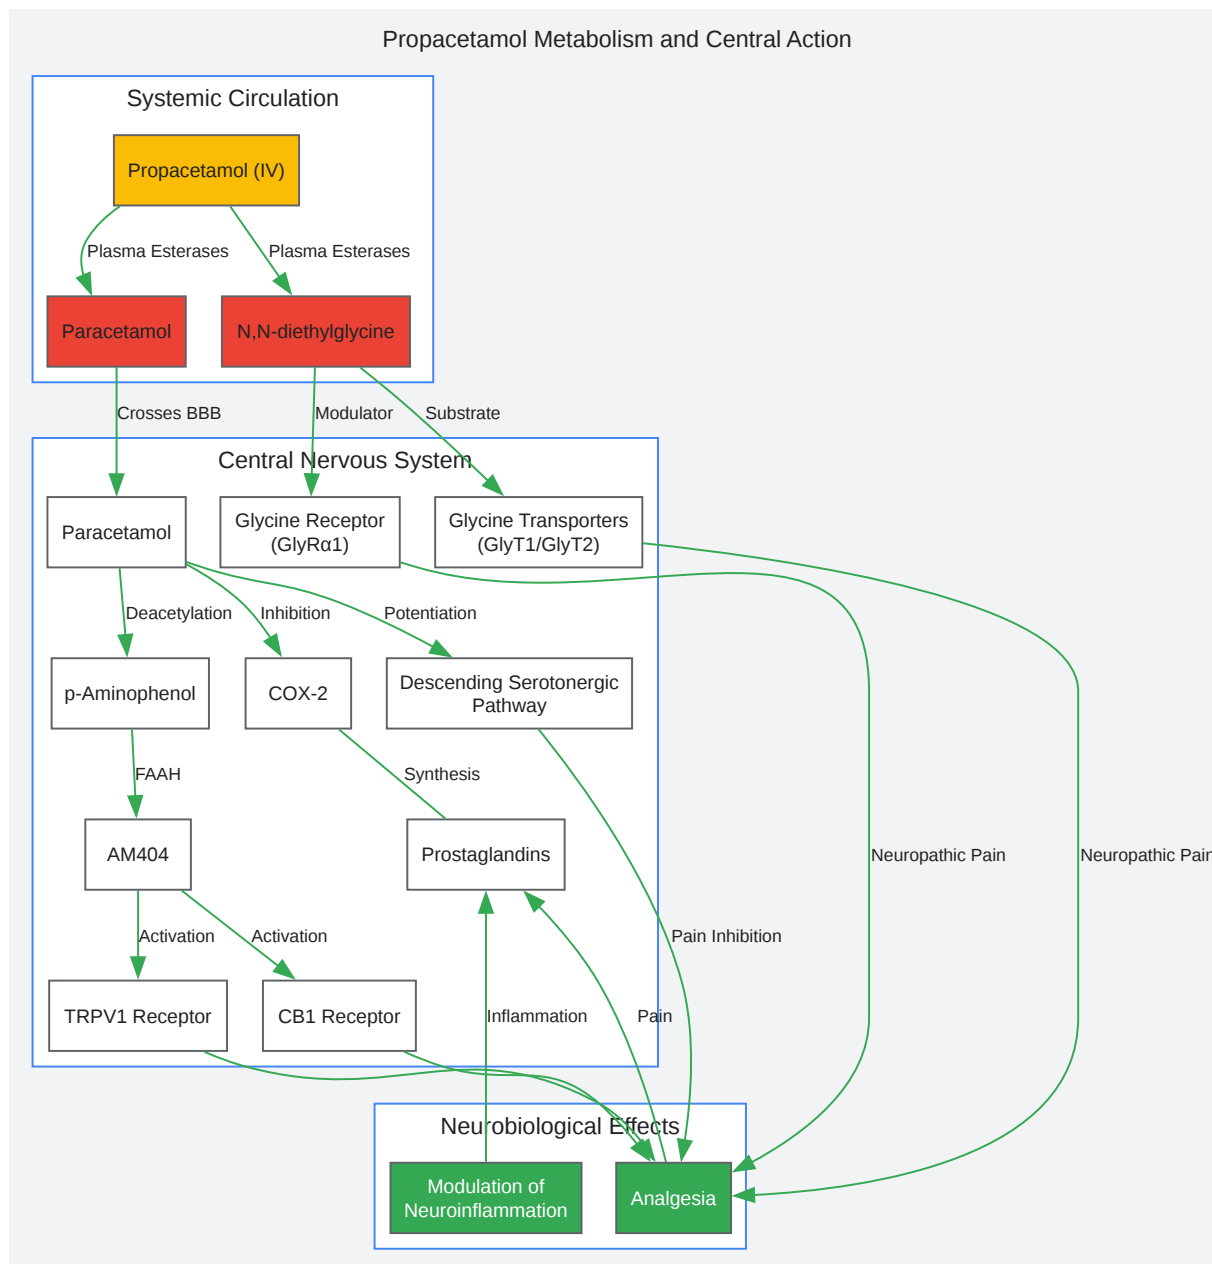 Propacetamol Metabolism and Central Action
Systemic Circulation
Propacetamol (IV)
Plasma Esterases
Plasma Esterases
Paracetamol
N,N-diethylglycine
Crosses BBB
Modulator
Substrate
Central Nervous System
Paracetamol
Glycine Receptor
(GlyRα1)
Glycine Transporters
(GlyT1/GlyT2)
Deacetylation
Inhibition
Potentiation
p-Aminophenol
COX-2
Descending Serotonergic
Pathway
FAAH
Synthesis
AM404
Prostaglandins
Neuropathic Pain
Neuropathic Pain
Activation
Activation
Pain Inhibition
TRPV1 Receptor
CB1 Receptor
Inflammation
Pain
Neurobiological Effects
Modulation of
Neuroinflammation
Analgesia